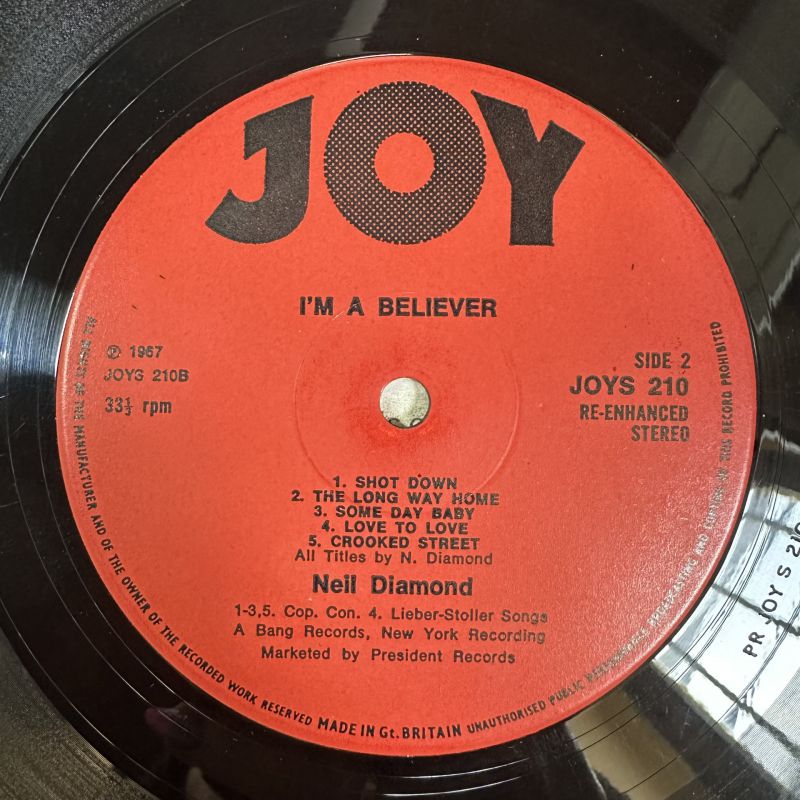 JOY
I'M A BELIEVER
℗ 1967
JOYS 210B
33⅓ rpm
SIDE 2
JOYS 210
RE-ENHANCED
STEREO
1. SHOT DOWN
2. THE LONG WAY HOME
3. SOME DAY BABY
4. LOVE TO LOVE
5. CROOKED STREET
All Titles by N. Diamond
Neil Diamond
1-3,5. Cop. Con. 4. Lieber-Stoller Songs
A Bang Records, New York Recording
Marketed by President Records
ALL RIGHTS OF THE MANUFACTURER AND OF THE OWNER OF THE RECORDED WORK RESERVED MADE IN Gt. BRITAIN UNAUTHORISED PUBLIC PERFORMANCE BROADCASTING AND COPYING OF THIS RECORD PROHIBITED
PR JOY S 210